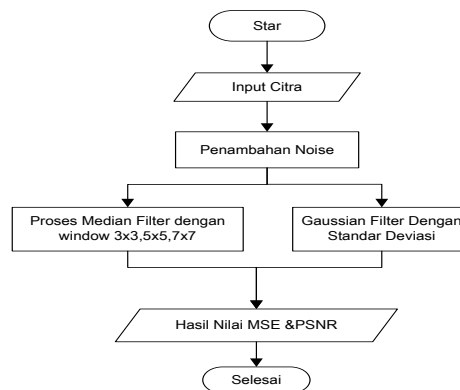 Star
Input Citra
Penambahan Noise
Proses Median Filter dengan
window 3x3,5x5,7x7
Gaussian Filter Dengan
Standar Deviasi
Hasil Nilai MSE &PSNR
Selesai